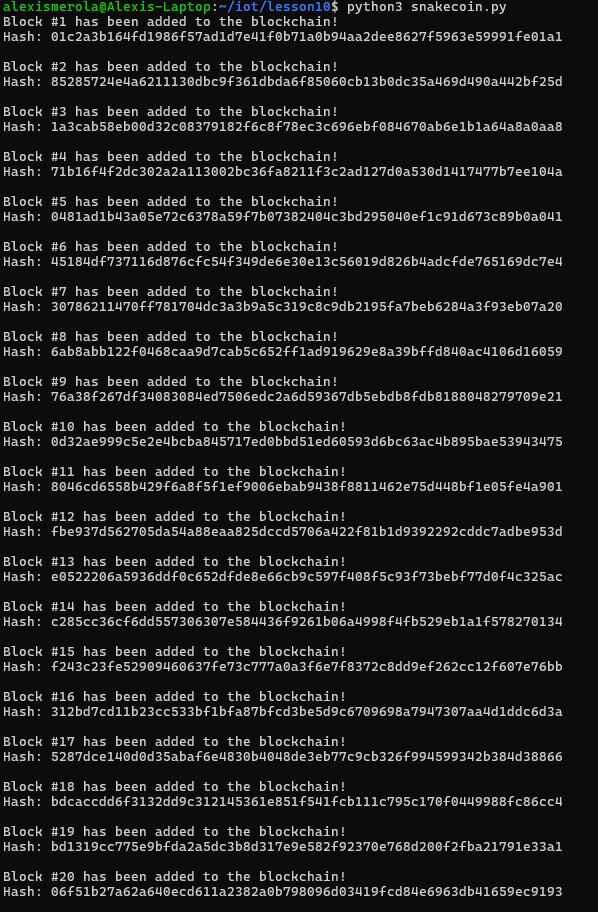 alexismerola@Alexis-Laptop:~/iot/lesson10$ python3 snakecoin.py
Block #1 has been added to the blockchain!
Hash: 01c2a3b164fd1986f57ad1d7e41f0b71a0b94aa2dee8627f5963e59991fe01a1
Block #2 has been added to the blockchain!
Hash: 85285724e4a6211130dbc9f361dbda6f85060cb13b0dc35a469d490a442bf25d
Block #3 has been added to the blockchain!
Hash: 1a3cab58eb00d32c08379182f6c8f78ec3c696ebf084670ab6e1b1a64a8a0aa8
Block #4 has been added to the blockchain!
Hash: 71b16f4f2dc302a2a113002bc36fa8211f3c2ad127d0a530d1417477b7ee104a
Block #5 has been added to the blockchain!
Hash: 0481ad1b43a05e72c6378a59f7b07382404c3bd295040ef1c91d673c89b0a041
Block #6 has been added to the blockchain!
Hash: 45184df737116d876cfc54f349de6e30e13c56019d826b4adcfde765169dc7e4
Block #7 has been added to the blockchain!
Hash: 30786211470ff781704dc3a3b9a5c319c8c9db2195fa7beb6284a3f93eb07a20
Block #8 has been added to the blockchain!
Hash: 6ab8abb122f0468caa9d7cab5c652ff1ad919629e8a39bffd840ac4106d16059
Block #9 has been added to the blockchain!
Hash: 76a38f267df34083084ed7506edc2a6d59367db5ebdb8fdb8188048279709e21
Block #10 has been added to the blockchain!
Hash: 0d32ae999c5e2e4bcba845717ed0bbd51ed60593d6bc63ac4b895bae53943475
Block #11 has been added to the blockchain!
Hash: 8046cd6558b429f6a8f5f1ef9006ebab9438f8811462e75d448bf1e05fe4a901
Block #12 has been added to the blockchain!
Hash: fbe937d562705da54a88eaa825dccd5706a422f81b1d9392292cddc7adbe953d
Block #13 has been added to the blockchain!
Hash: e0522206a5936ddf0c652dfde8e66cb9c597f408f5c93f73bebf77d0f4c325ac
Block #14 has been added to the blockchain!
Hash: c285cc36cf6dd557306307e584436f9261b06a4998f4fb529eb1a1f578270134
Block #15 has been added to the blockchain!
Hash: f243c23fe52909460637fe73c777a0a3f6e7f8372c8dd9ef262cc12f607e76bb
Block #16 has been added to the blockchain!
Hash: 312bd7cd11b23cc533bf1bfa87bfcd3be5d9c6709698a7947307aa4d1ddc6d3a
Block #17 has been added to the blockchain!
Hash: 5287dce140d0d35abaf6e4830b4048de3eb77c9cb326f994599342b384d38866
Block #18 has been added to the blockchain!
Hash: bdcaccdd6f3132dd9c312145361e851f541fcb111c795c170f0449988fc86cc4
Block #19 has been added to the blockchain!
Hash: bd1319cc775e9bfda2a5dc3b8d317e9e582f92370e768d200f2fba21791e33a1
Block #20 has been added to the blockchain!
Hash: 06f51b27a62a640ecd611a2382a0b798096d03419fcd84e6963db41659ec9193